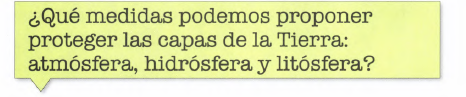 ¿Qué medidas podemos proponer
proteger las capas de la Tierra:
atmósfera, hidrósfera y litósfera?